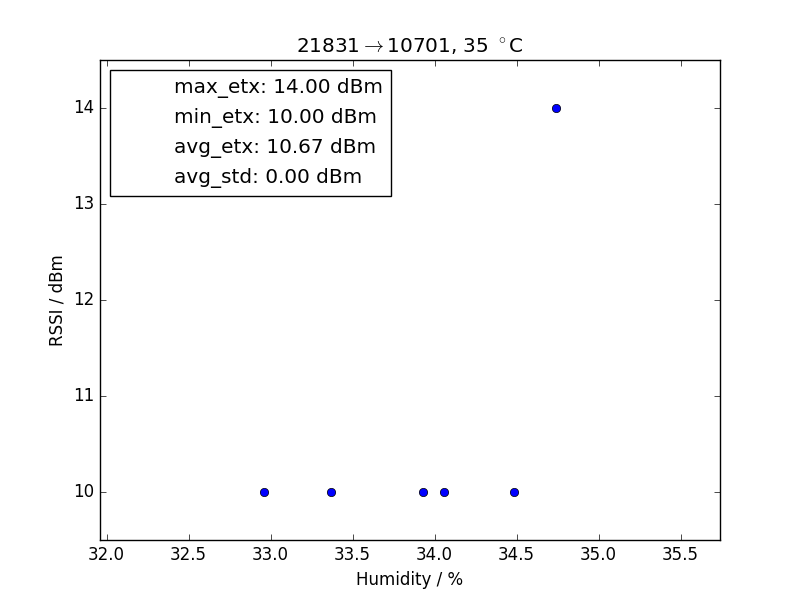 21831→10701, 35 °C
max_etx: 14.00 dBm
min_etx: 10.00 dBm
avg_etx: 10.67 dBm
avg_std: 0.00 dBm
RSSI / dBm
14
13
12
11
10
32.0 32.5 33.0 33.5 34.0 34.5 35.0 35.5
Humidity / %